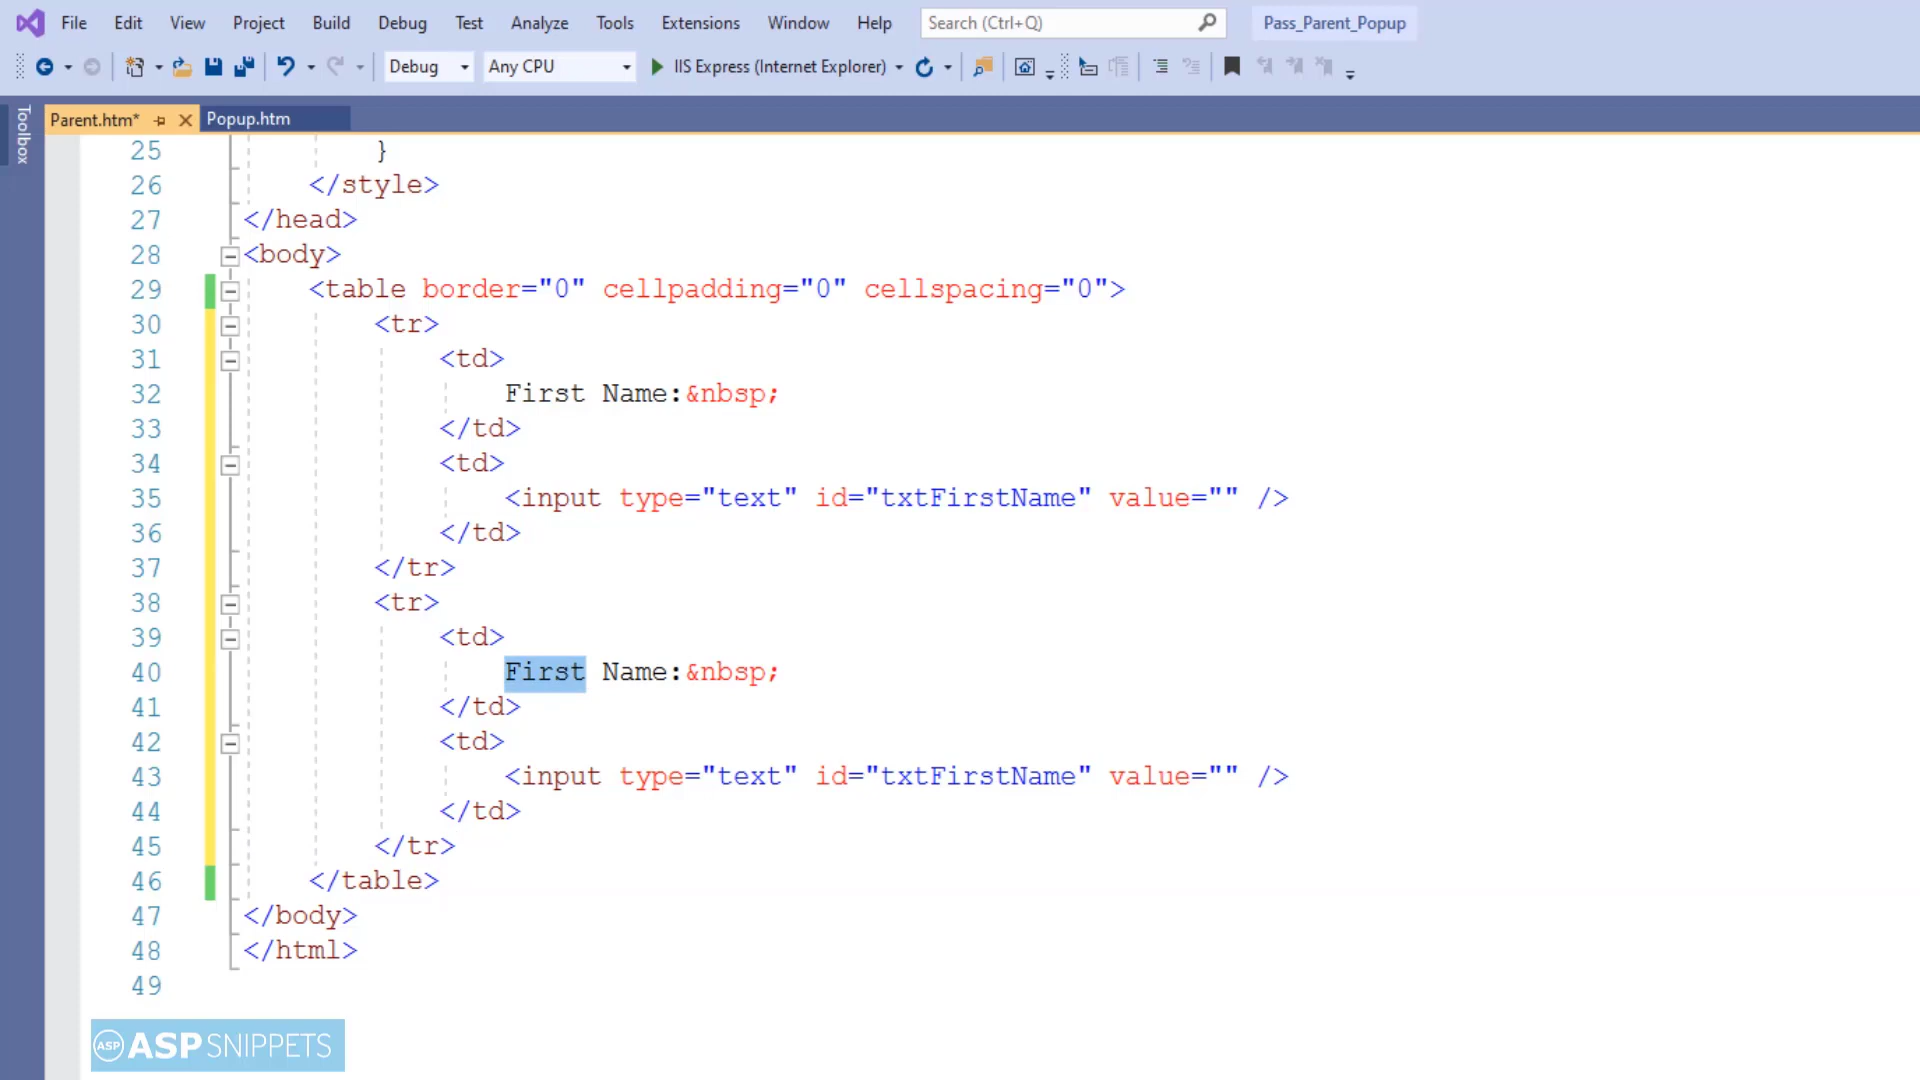 File Edit View Project Build Debug Test Analyze Tools Extensions Window Help Search (Ctrl+Q) Pass_Parent_Popup
Debug Any CPU IIS Express (Internet Explorer)
Toolbox
Parent.htm* Popup.htm
25 }
26 </style>
27 </head>
28 <body>
29 <table border="0" cellpadding="0" cellspacing="0">
30 <tr>
31 <td>
32 First Name:&nbsp;
33 </td>
34 <td>
35 <input type="text" id="txtFirstName" value="" />
36 </td>
37 </tr>
38 <tr>
39 <td>
40 First Name:&nbsp;
41 </td>
42 <td>
43 <input type="text" id="txtFirstName" value="" />
44 </td>
45 </tr>
46 </table>
47 </body>
48 </html>
49
ASP ASPSNIPPETS